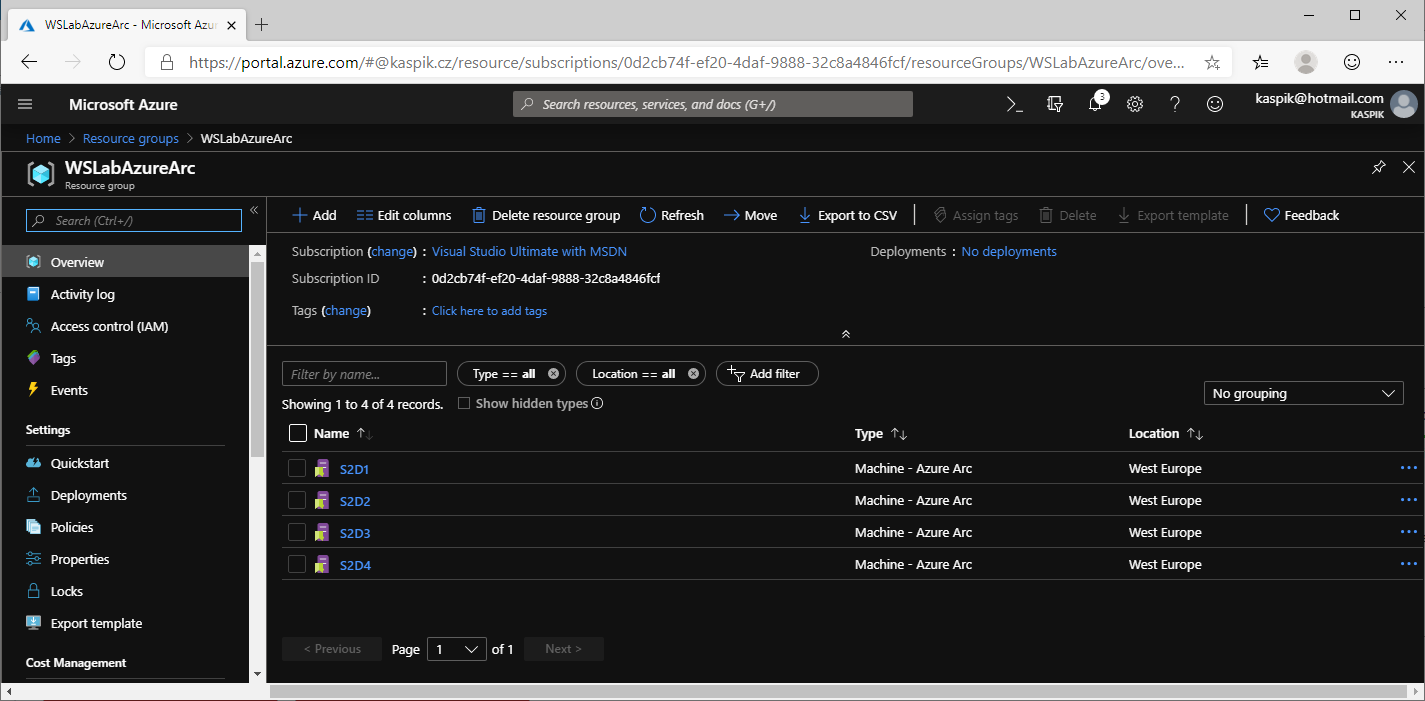 WSLabAzureArc - Microsoft Azur
https://portal.azure.com/#@kaspik.cz/resource/subscriptions/0d2cb74f-ef20-4daf-9888-32c8a4846fcf/resourceGroups/WSLabAzureArc/ove...
Microsoft Azure
Search resources, services, and docs (G+/)
3
kaspik@hotmail.com
KASPIK
Home > Resource groups > WSLabAzureArc
WSLabAzureArc
Resource group
Search (Ctrl+/)
Overview
Activity log
Access control (IAM)
Tags
Events
Settings
Quickstart
Deployments
Policies
Properties
Locks
Export template
Cost Management
Add Edit columns Delete resource group Refresh Move Export to CSV Assign tags Delete Export template Feedback
Subscription (change) : Visual Studio Ultimate with MSDN
Deployments : No deployments
Subscription ID : 0d2cb74f-ef20-4daf-9888-32c8a4846fcf
Tags (change) : Click here to add tags
Filter by name... Type == all Location == all Add filter
Showing 1 to 4 of 4 records. Show hidden types
No grouping
Name Type Location
S2D1 Machine - Azure Arc West Europe
S2D2 Machine - Azure Arc West Europe
S2D3 Machine - Azure Arc West Europe
S2D4 Machine - Azure Arc West Europe
< Previous Page 1 of 1 Next >